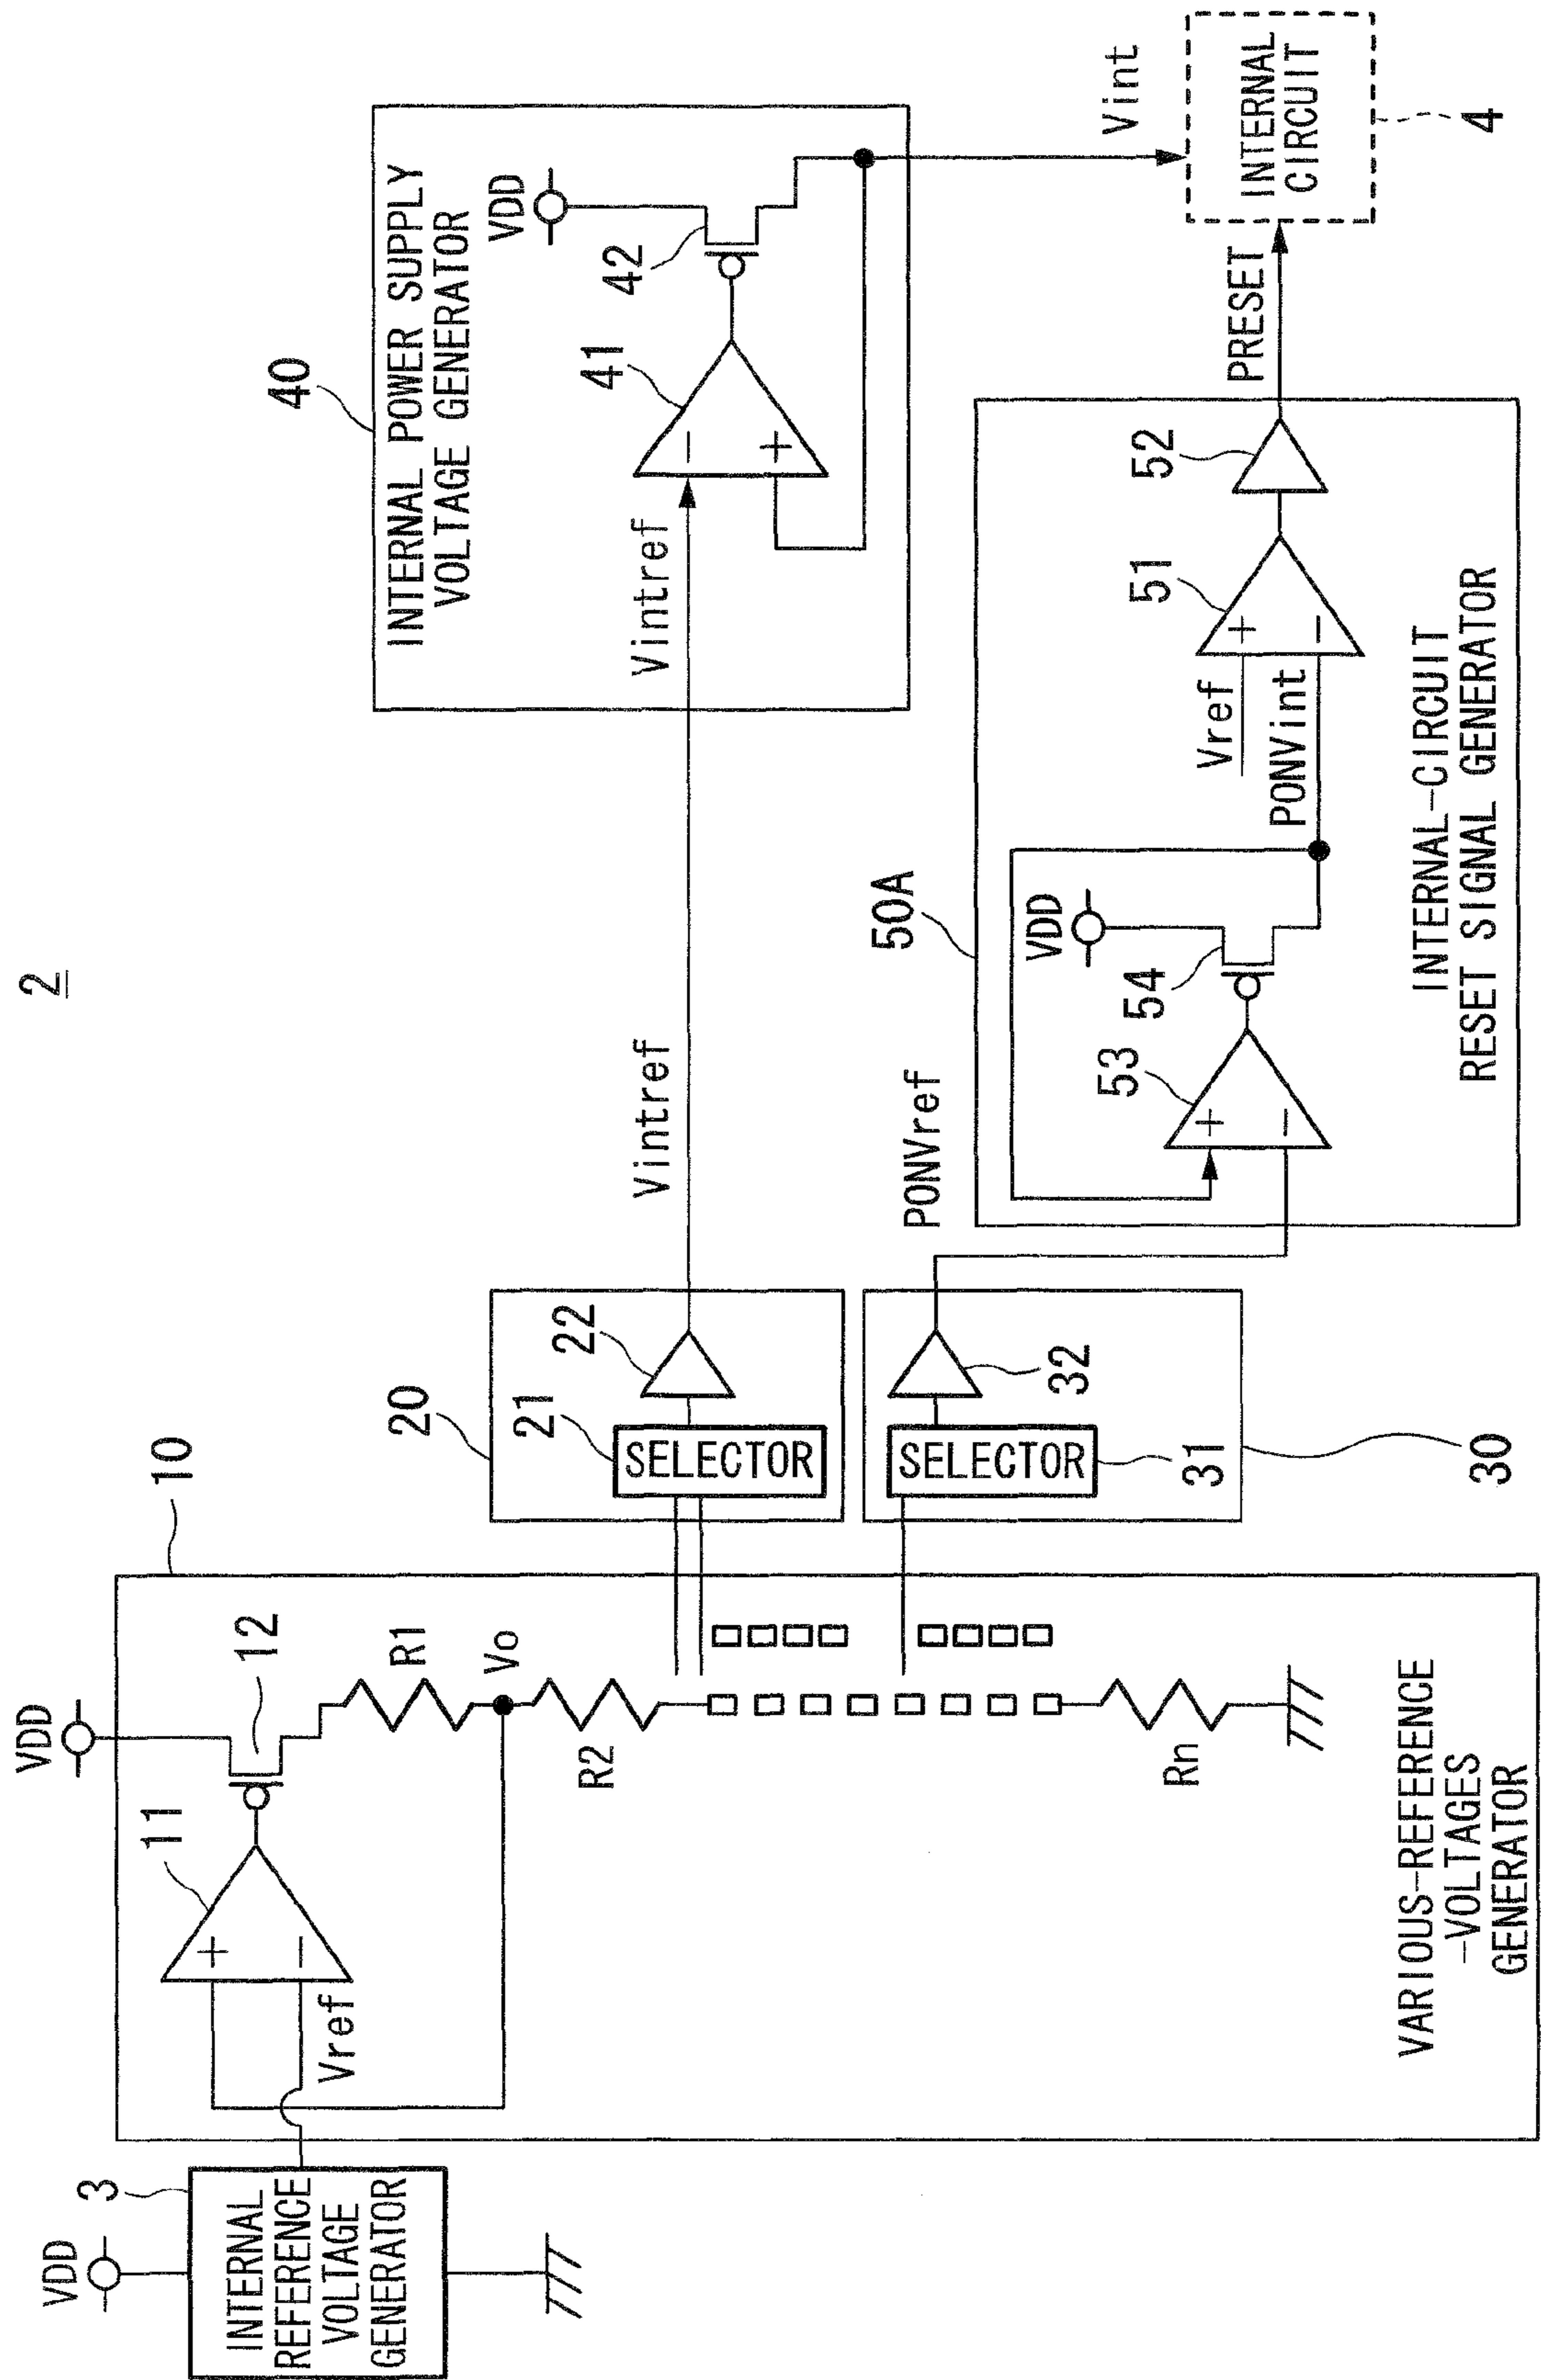 2
VDD
3
INTERNAL
REFERENCE
VOLTAGE
GENERATOR
10
VDD
11
+
−
12
Vref
R1
Vo
R2
Rn
VARIOUS-REFERENCE
-VOLTAGES
GENERATOR
20
21
SELECTOR
22
Vintref
30
31
SELECTOR
32
PONVref
40
INTERNAL POWER SUPPLY
VOLTAGE GENERATOR
VDD
Vintref
41
−
+
42
Vint
50A
VDD
53
+
−
54
Vref
PONVint
51
+
−
52
INTERNAL-CIRCUIT
RESET SIGNAL GENERATOR
PRESET
INTERNAL
CIRCUIT
4